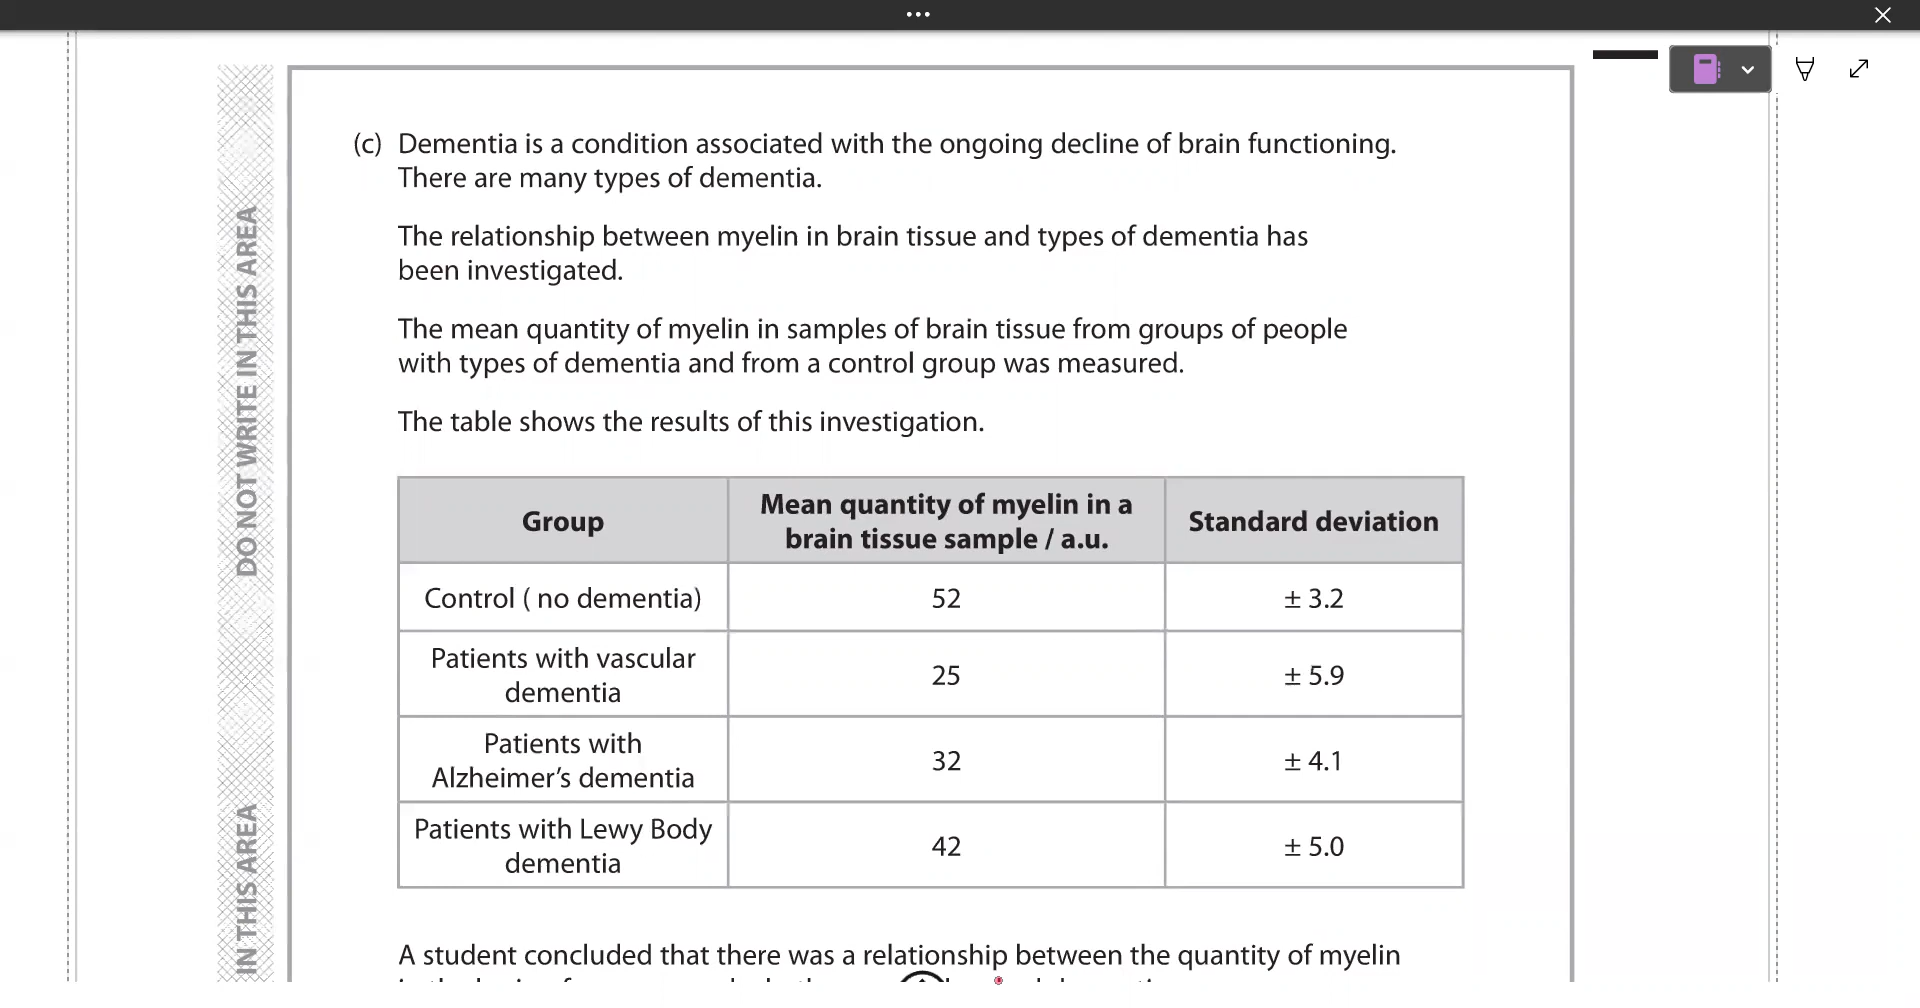 (c) Dementia is a condition associated with the ongoing decline of brain functioning.
There are many types of dementia.
The relationship between myelin in brain tissue and types of dementia has
been investigated.
The mean quantity of myelin in samples of brain tissue from groups of people
with types of dementia and from a control group was measured.
The table shows the results of this investigation.
Group
Mean quantity of myelin in a
brain tissue sample / a.u.
Standard deviation
Control ( no dementia)
52
± 3.2
Patients with vascular
dementia
25
± 5.9
Patients with
Alzheimer’s dementia
32
± 4.1
Patients with Lewy Body
dementia
42
± 5.0
A student concluded that there was a relationship between the quantity of myelin
DO NOT WRITE IN THIS AREA
IN THIS AREA